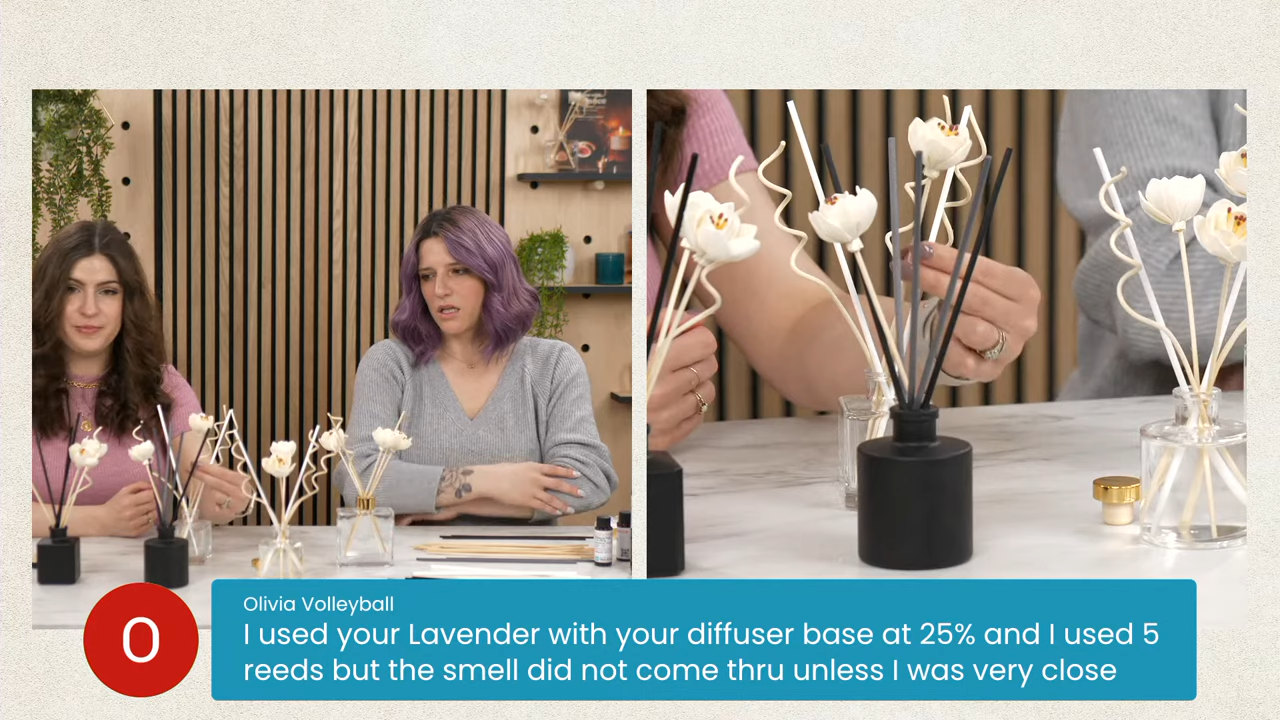 O
Olivia Volleyball
I used your Lavender with your diffuser base at 25% and I used 5
reeds but the smell did not come thru unless I was very close